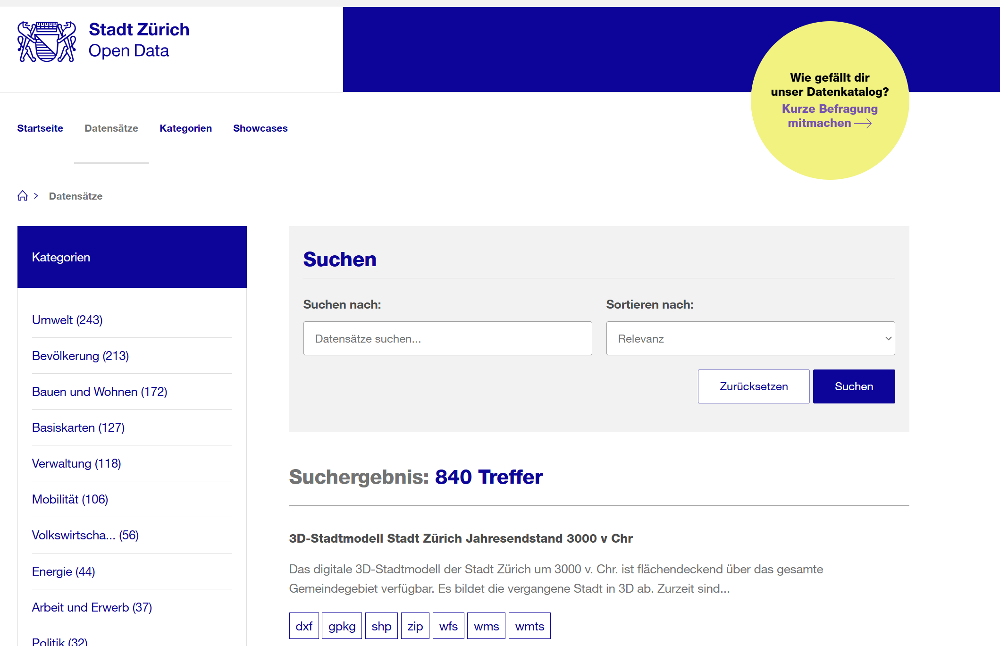 Stadt Zürich
Open Data
Wie gefällt dir
unser Datenkatalog?
Kurze Befragung
mitmachen
Startseite Datensätze Kategorien Showcases
Datensätze
Kategorien
Umwelt (243)
Bevölkerung (213)
Bauen und Wohnen (172)
Basiskarten (127)
Verwaltung (118)
Mobilität (106)
Volkswirtscha... (56)
Energie (44)
Arbeit und Erwerb (37)
Politik (32)
Suchen
Suchen nach:
Datensätze suchen...
Sortieren nach:
Relevanz
Zurücksetzen
Suchen
Suchergebnis: 840 Treffer
3D-Stadtmodell Stadt Zürich Jahresendstand 3000 v Chr
Das digitale 3D-Stadtmodell der Stadt Zürich um 3000 v. Chr. ist flächendeckend über das gesamte
Gemeindegebiet verfügbar. Es bildet die vergangene Stadt in 3D ab. Zurzeit sind...
dxf gpkg shp zip wfs wms wmts